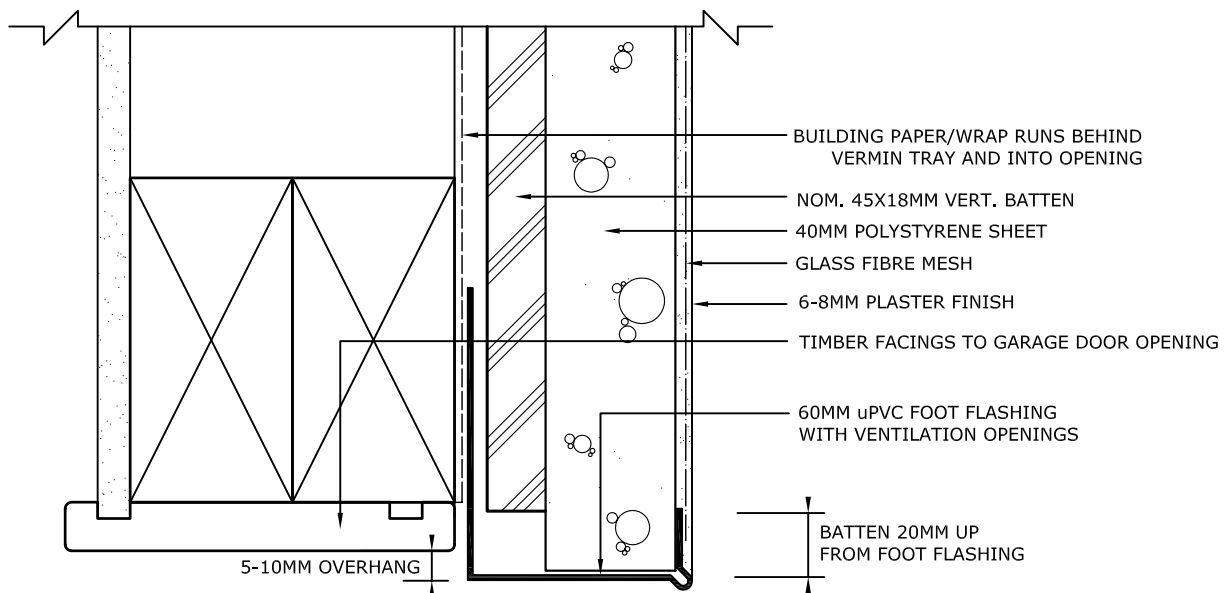 BUILDING PAPER/WRAP RUNS BEHIND
VERMIN TRAY AND INTO OPENING
NOM. 45X18MM VERT. BATTEN
40MM POLYSTYRENE SHEET
GLASS FIBRE MESH
6-8MM PLASTER FINISH
TIMBER FACINGS TO GARAGE DOOR OPENING
60MM uPVC FOOT FLASHING
WITH VENTILATION OPENINGS
BATTEN 20MM UP
FROM FOOT FLASHING
5-10MM OVERHANG